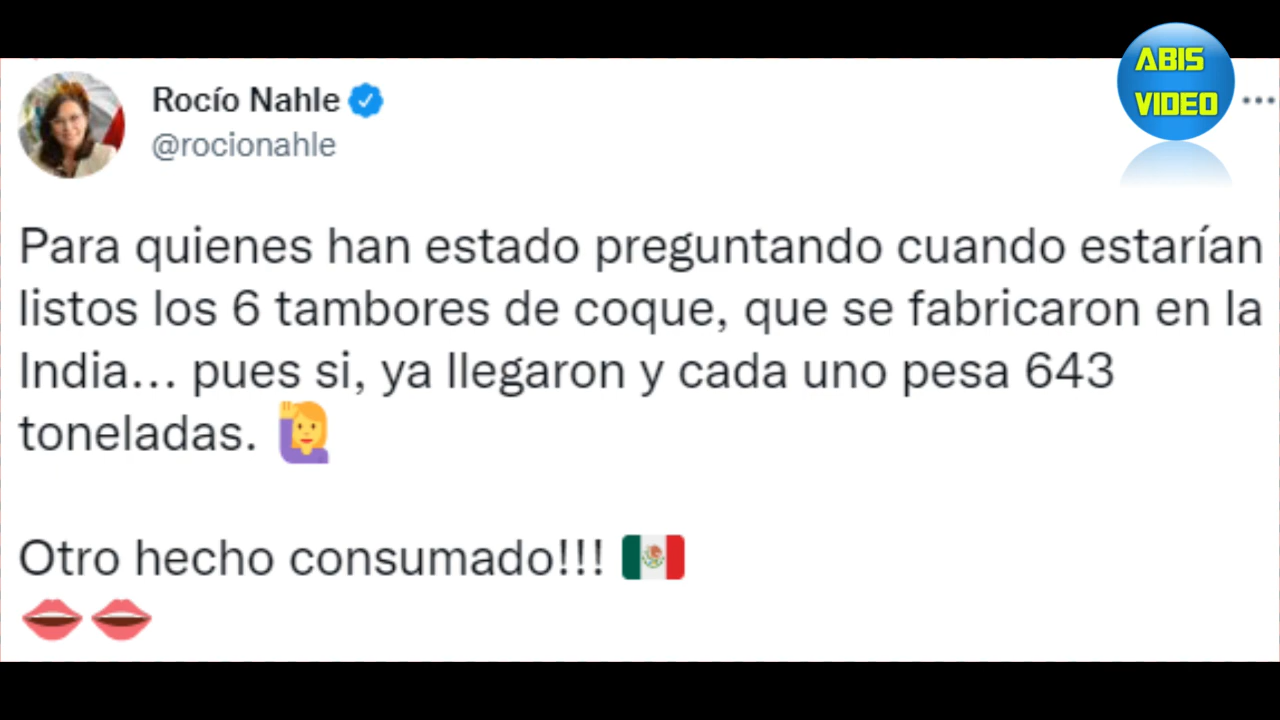 ABIS
VIDEO
Rocío Nahle
@rocionahle
Para quienes han estado preguntando cuando estarían
listos los 6 tambores de coque, que se fabricaron en la
India... pues si, ya llegaron y cada uno pesa 643
toneladas. 🙋‍♀️
Otro hecho consumado!!! 🇲🇽
👄👄